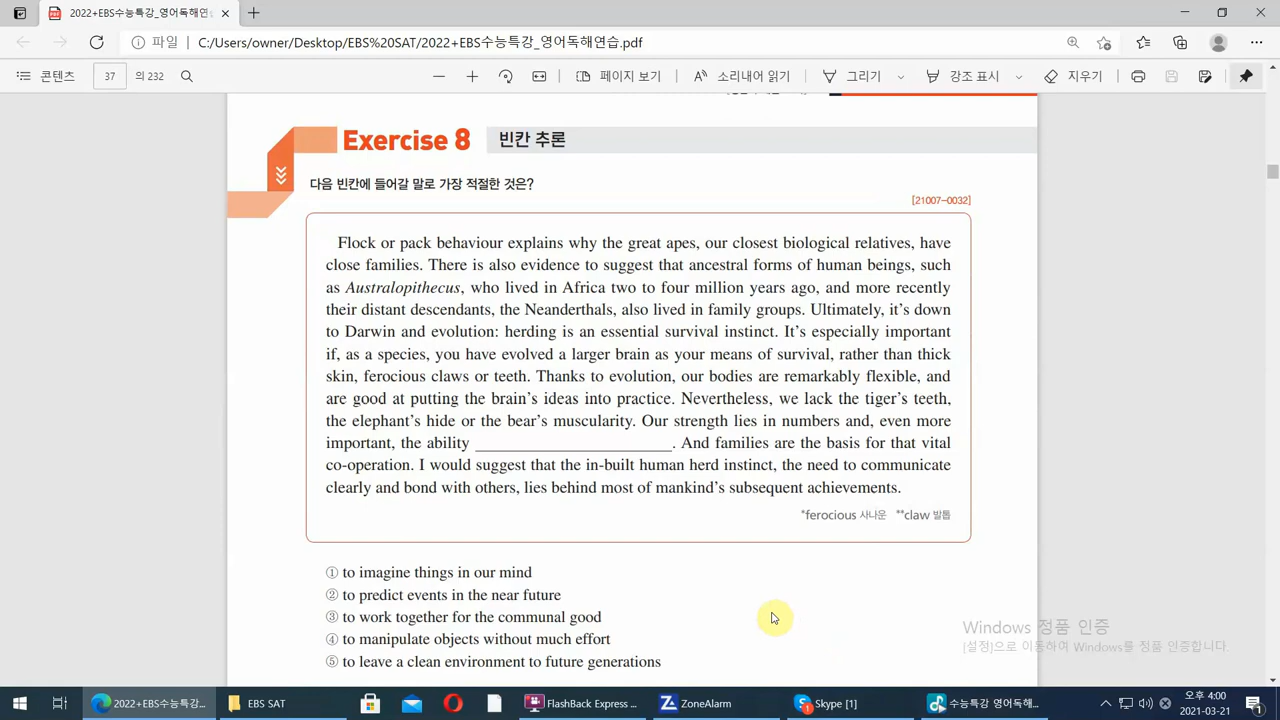 2022+EBS수능특강_영어독해연습
파일 C:/Users/owner/Desktop/EBS%20SAT/2022+EBS수능특강_영어독해연습.pdf
콘텐츠 37 의 232 페이지 보기 소리내어 읽기 그리기 강조 표시 지우기
Exercise 8 빈칸 추론
다음 빈칸에 들어갈 말로 가장 적절한 것은?
[21007-0032]
Flock or pack behaviour explains why the great apes, our closest biological relatives, have
close families. There is also evidence to suggest that ancestral forms of human beings, such
as Australopithecus, who lived in Africa two to four million years ago, and more recently
their distant descendants, the Neanderthals, also lived in family groups. Ultimately, it's down
to Darwin and evolution: herding is an essential survival instinct. It's especially important
if, as a species, you have evolved a larger brain as your means of survival, rather than thick
skin, ferocious claws or teeth. Thanks to evolution, our bodies are remarkably flexible, and
are good at putting the brain's ideas into practice. Nevertheless, we lack the tiger's teeth,
the elephant's hide or the bear's muscularity. Our strength lies in numbers and, even more
important, the ability ____________________. And families are the basis for that vital
co-operation. I would suggest that the in-built human herd instinct, the need to communicate
clearly and bond with others, lies behind most of mankind's subsequent achievements.
*ferocious 사나운 **claw 발톱
① to imagine things in our mind
② to predict events in the near future
③ to work together for the communal good
④ to manipulate objects without much effort
⑤ to leave a clean environment to future generations
Windows 정품 인증
[설정]으로 이동하여 Windows를 정품 인증합니다.
2022+EBS수능특강_... EBS SAT FlashBack Express ... ZoneAlarm Skype [1] 수능특강 영어독해... 오후 4:00
2021-03-21